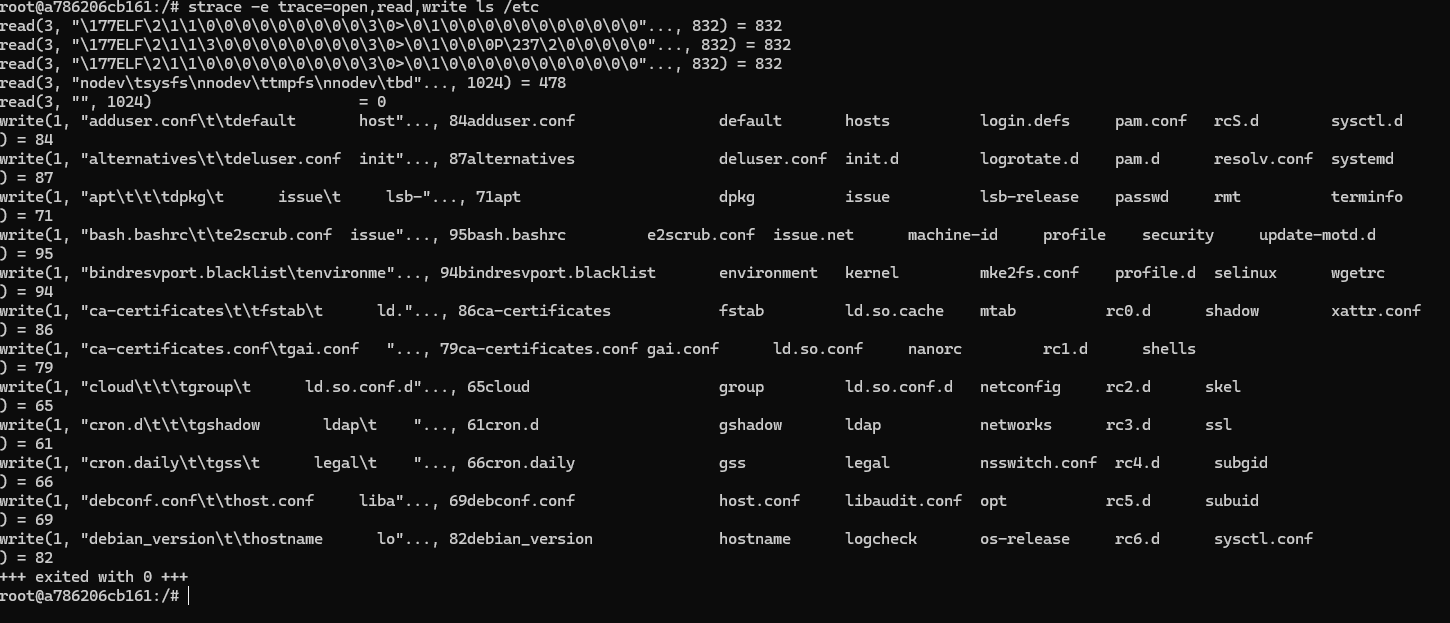 root@a786206cb161:/# strace -e trace=open,read,write ls /etc
read(3, "\177ELF\2\1\1\0\0\0\0\0\0\0\0\0\3\0>\0\1\0\0\0\0\0\0\0\0\0\0\0"..., 832) = 832
read(3, "\177ELF\2\1\1\3\0\0\0\0\0\0\0\0\3\0>\0\1\0\0\0P\237\2\0\0\0\0\0"..., 832) = 832
read(3, "\177ELF\2\1\1\0\0\0\0\0\0\0\0\0\3\0>\0\1\0\0\0\0\0\0\0\0\0\0\0"..., 832) = 832
read(3, "nodev\tsysfs\nnodev\ttmpfs\nnodev\tbd"..., 1024) = 478
read(3, "", 1024)                       = 0
write(1, "adduser.conf\t\tdefault       host"..., 84adduser.conf                default       hosts          login.defs     pam.conf   rcS.d        sysctl.d
) = 84
write(1, "alternatives\t\tdeluser.conf  init"..., 87alternatives                deluser.conf  init.d         logrotate.d    pam.d      resolv.conf  systemd
) = 87
write(1, "apt\t\t\tdpkg\t      issue\t     lsb-"..., 71apt                      dpkg          issue          lsb-release    passwd     rmt          terminfo
) = 71
write(1, "bash.bashrc\t\te2scrub.conf  issue"..., 95bash.bashrc         e2scrub.conf  issue.net      machine-id     profile    security     update-motd.d
) = 95
write(1, "bindresvport.blacklist\tenvironme"..., 94bindresvport.blacklist       environment   kernel         mke2fs.conf    profile.d  selinux      wgetrc
) = 94
write(1, "ca-certificates\t\tfstab\t      ld."..., 86ca-certificates            fstab         ld.so.cache    mtab          rc0.d      shadow        xattr.conf
) = 86
write(1, "ca-certificates.conf\tgai.conf   "..., 79ca-certificates.conf gai.conf      ld.so.conf     nanorc         rc1.d      shells
) = 79
write(1, "cloud\t\t\tgroup\t      ld.so.conf.d"..., 65cloud                     group         ld.so.conf.d   netconfig     rc2.d      skel
) = 65
write(1, "cron.d\t\t\tgshadow       ldap\t    "..., 61cron.d                    gshadow       ldap           networks      rc3.d      ssl
) = 61
write(1, "cron.daily\t\tgss\t      legal\t    "..., 66cron.daily                gss           legal          nsswitch.conf  rc4.d      subgid
) = 66
write(1, "debconf.conf\t\thost.conf     liba"..., 69debconf.conf                host.conf     libaudit.conf  opt           rc5.d      subuid
) = 69
write(1, "debian_version\t\thostname      lo"..., 82debian_version              hostname      logcheck       os-release     rc6.d      sysctl.conf
) = 82
+++ exited with 0 +++
root@a786206cb161:/#